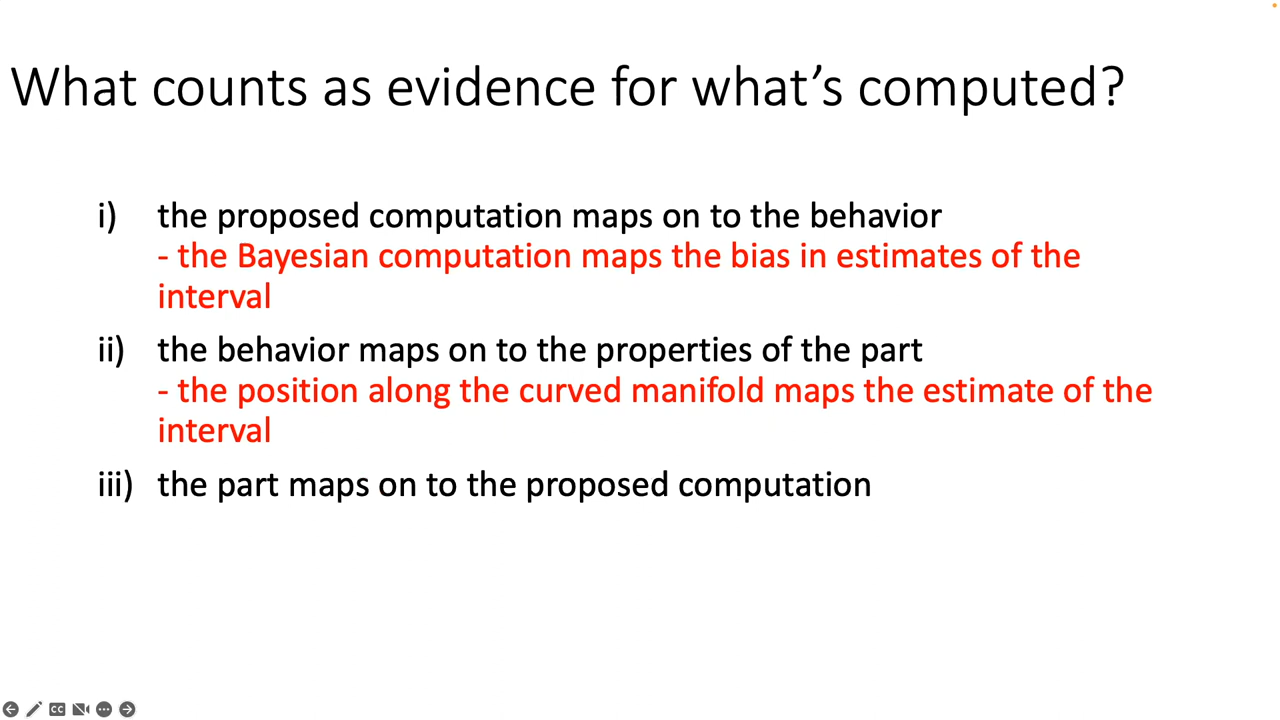 What counts as evidence for what’s computed?
i) the proposed computation maps on to the behavior
- the Bayesian computation maps the bias in estimates of the
interval
ii) the behavior maps on to the properties of the part
- the position along the curved manifold maps the estimate of the
interval
iii) the part maps on to the proposed computation
CC